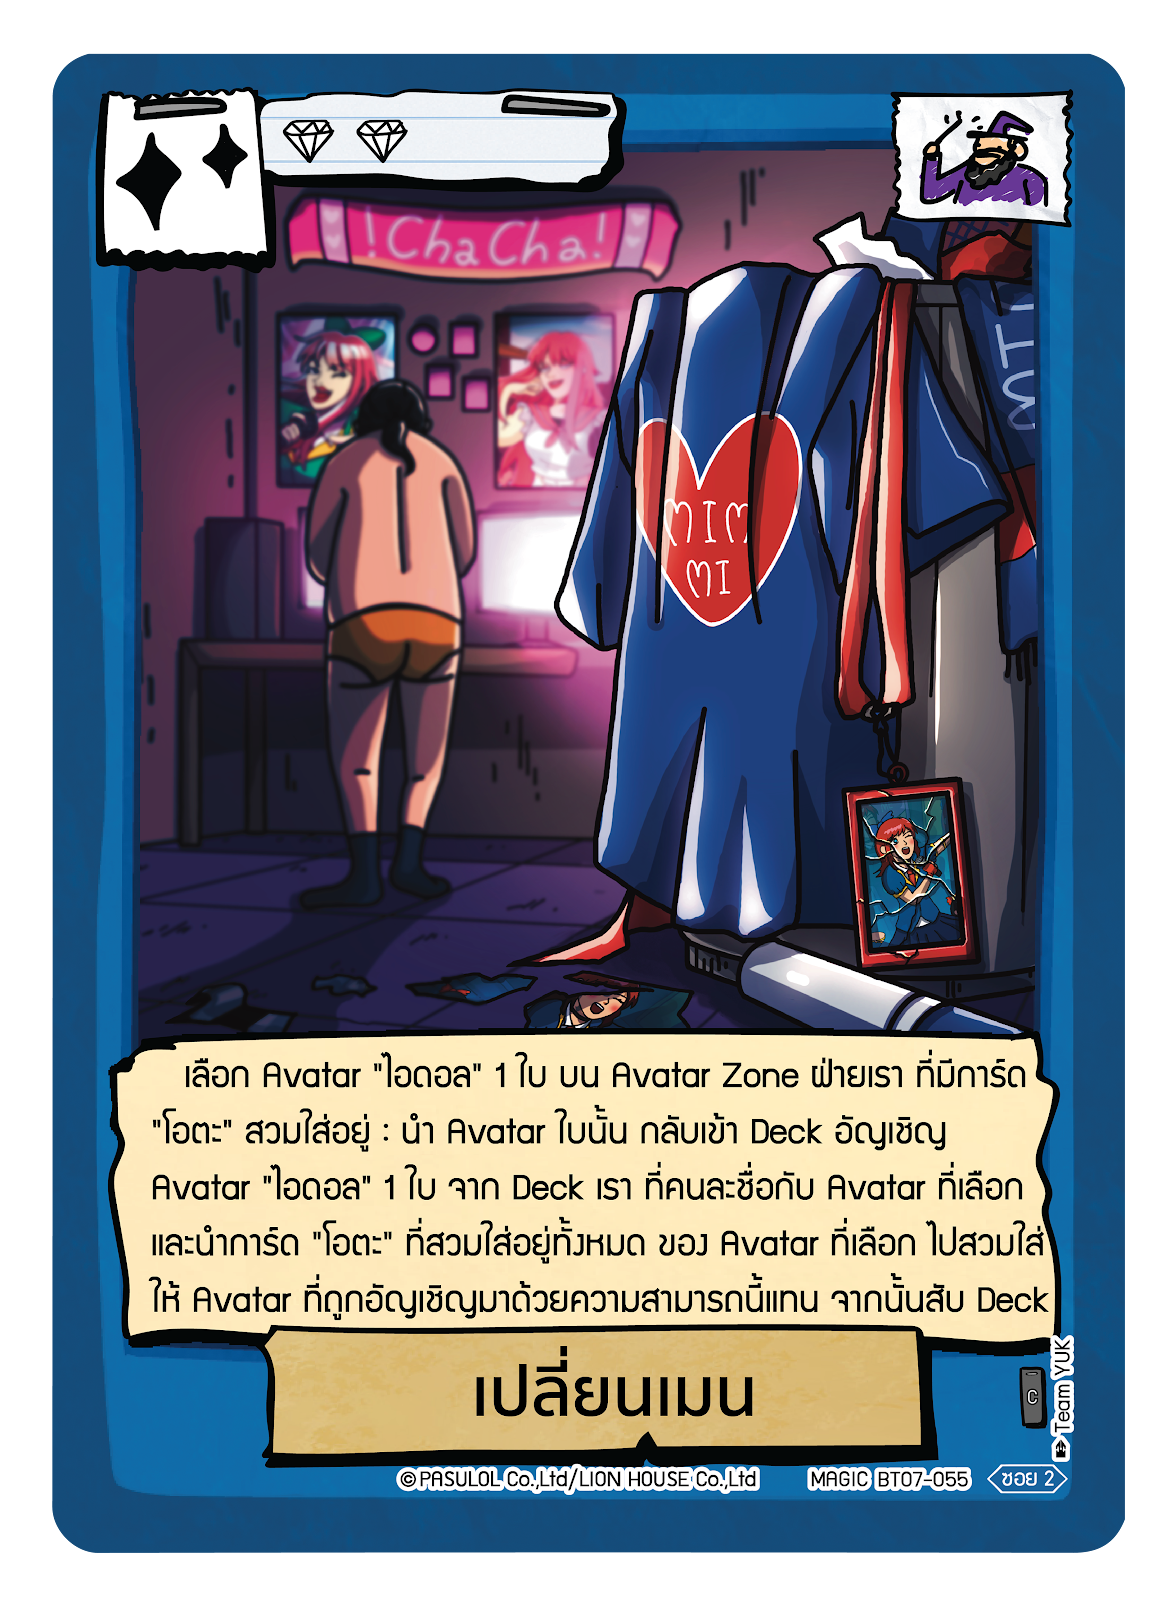 !ChaCha!
MIM
MI
MI
เลือก Avatar "ไอดอล" 1 ใบ บน Avatar Zone ฝ่ายเรา ที่มีการ์ด
"โอตะ" สวมใส่อยู่ : นำ Avatar ใบนั้น กลับเข้า Deck อัญเชิญ
Avatar "ไอดอล" 1 ใบ จาก Deck เรา ที่คนละชื่อกับ Avatar ที่เลือก
และนำการ์ด "โอตะ" ที่สวมใส่อยู่ทั้งหมด ของ Avatar ที่เลือก ไปสวมใส่
ให้ Avatar ที่ถูกอัญเชิญมาด้วยความสามารถนี้แทน จากนั้นสับ Deck
เปลี่ยนเมน
C
Team YUK
© PASULOL Co.,Ltd/LION HOUSE Co.,Ltd
MAGIC BT07-055
ซอย 2